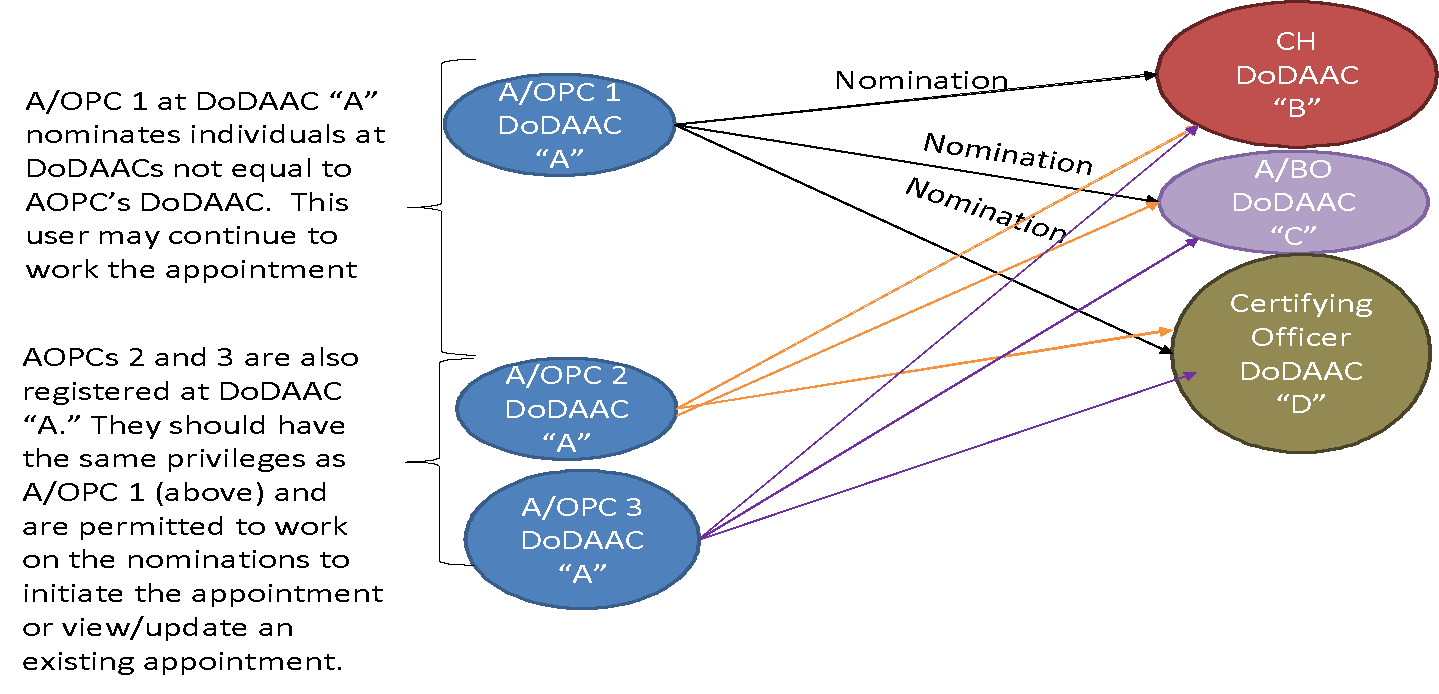 A/OPC 1 at DoDAAC “A”
nominates individuals at
DoDAACs not equal to
AOPC’s DoDAAC.  This
user may continue to
work the appointment
AOPCs 2 and 3 are also
registered at DoDAAC
“A.” They should have
the same privileges as
A/OPC 1 (above) and
are permitted to work
on the nominations to
initiate the appointment
or view/update an
existing appointment.
A/OPC 1
DoDAAC
“A”
A/OPC 2
DoDAAC
“A”
A/OPC 3
DoDAAC
“A”
Nomination
Nomination
Nomination
CH
DoDAAC
“B”
A/BO
DoDAAC
“C”
Certifying
Officer
DoDAAC
“D”